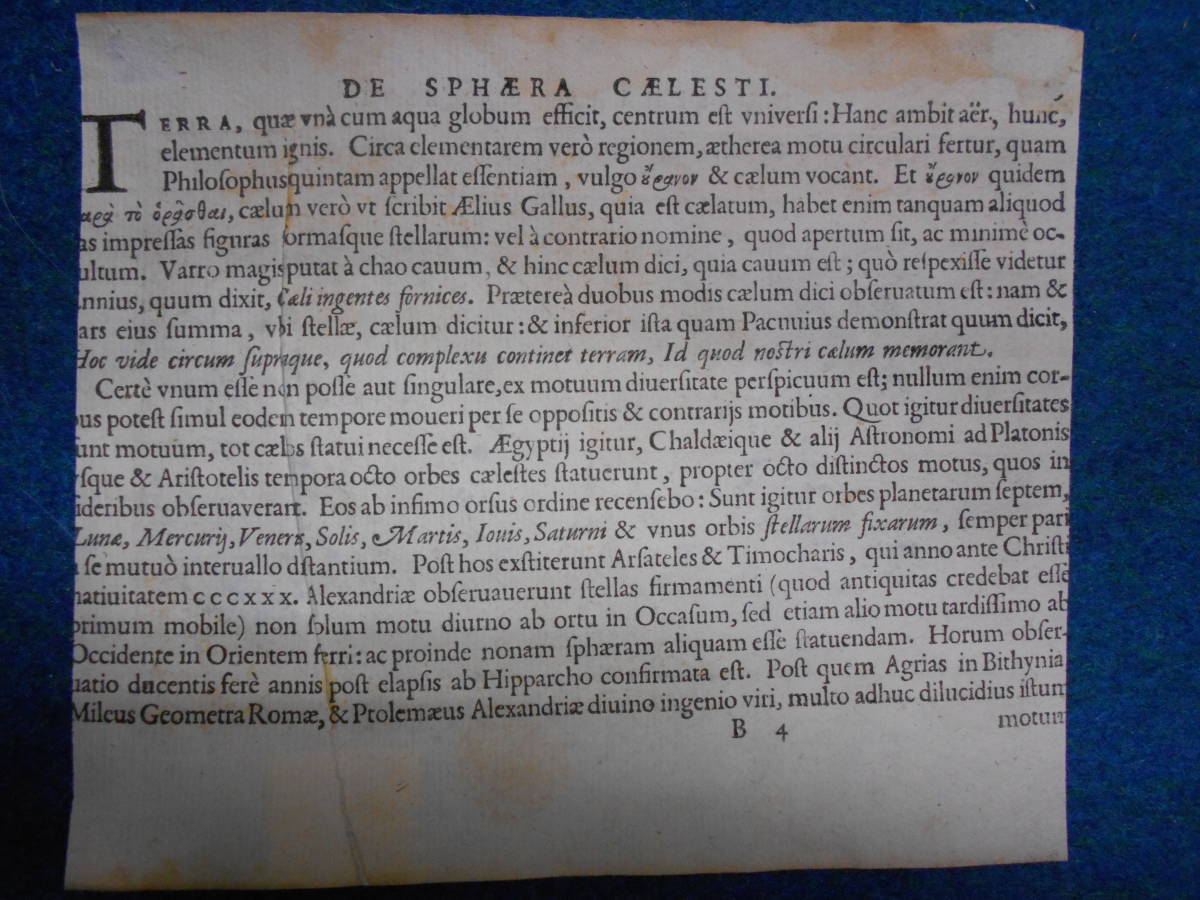 DE SPHÆRA CÆLESTI.
TERRA, quæ vnà cum aqua globum efficit, centrum est vniversi : Hanc ambit aër, hunc,
elementum ignis. Circa elementarem verò regionem, ætherea motu circulari fertur, quam
Philosophus quintam appellat essentiam, vulgo ȣ̓ρανον & cælum vocant. Et ȣ̓ρανον quidem
αρὰ τὸ ὁρᾶσθαι, cælum verò vt scribit Ælius Gallus, quia est cælatum, habet enim tanquam aliquod
as impressas figuras formasque stellarum: vel à contrario nomine, quod apertum sit, ac minimè oc-
ultum. Varro magis putat à chao cauum, & hinc cælum dici, quia cauum est; quò respexisse videtur
nnius, quum dixit, Cæli ingentes fornices. Prætereà duobus modis cælum dici obseruatum est: nam &
ars eius summa, vbi stellæ, cælum dicitur: & inferior ista quam Pacuuius demonstrat quum dicit,
Hoc vide circum supraque, quod complexu continet terram, Id quod nostri cælum memorant.
Certè vnum esse non posse aut singulare, ex motuum diuersitate perspicuum est; nullum enim cor-
us potest simul eodem tempore moueri per se oppositis & contrarijs motibus. Quot igitur diuersitates
unt motuum, tot cælos statui necesse est. Ægyptij igitur, Chaldæique & alij Astronomi ad Platonis
sque & Aristotelis tempora octo orbes cælestes statuerunt, propter octo distinctos motus, quos in
ideribus obseruaverant. Eos ab infimo orsus ordine recensebo: Sunt igitur orbes planetarum septem,
Lunæ, Mercurij, Veneris, Solis, Martis, Iouis, Saturni & vnus orbis stellarum fixarum, semper pari
se mutuò interuallo distantium. Post hos exstiterunt Arsateles & Timocharis, qui anno ante Christi
natiuitatem cccxxx. Alexandriæ obseruauerunt stellas firmamenti (quod antiquitas credebat esse
primum mobile) non solum motu diurno ab ortu in Occasum, sed etiam alio motu tardissimo ab
Occidente in Orientem ferri: ac proinde nonam sphæram aliquam esse statuendam. Horum obser-
uatio ducentis ferè annis post elapsis ab Hipparcho confirmata est. Post quem Agrias in Bithynia
Mileus Geometra Romæ, & Ptolemæus Alexandriæ diuino ingenio viri, multo adhuc dilucidius istum
B 4 motum